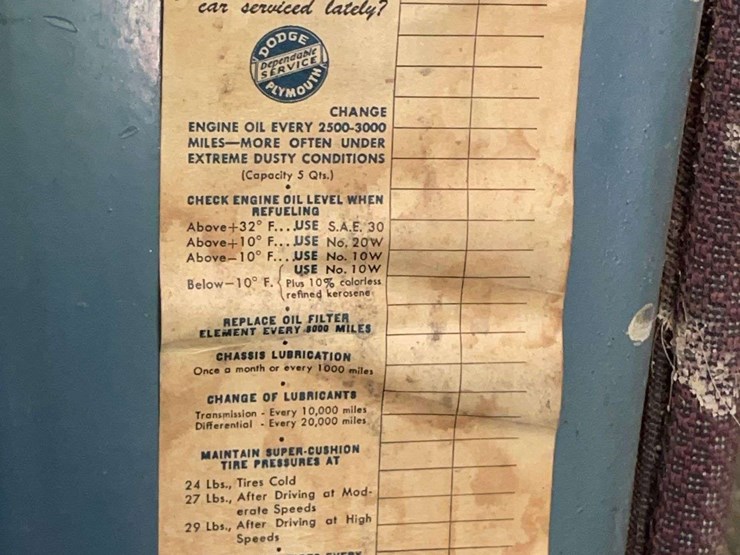 car serviced lately?
DODGE
Dependable
SERVICE
PLYMOUTH
CHANGE
ENGINE OIL EVERY 2500-3000
MILES—MORE OFTEN UNDER
EXTREME DUSTY CONDITIONS
(Capacity 5 Qts.)
•
CHECK ENGINE OIL LEVEL WHEN
REFUELING
Above+32° F...USE S.A.E. 30
Above+10° F...USE No. 20W
Above—10° F...USE No. 10W
USE No. 10W
Below—10° F. { Plus 10% colorless
refined kerosene
•
REPLACE OIL FILTER
ELEMENT EVERY 8000 MILES
•
CHASSIS LUBRICATION
Once a month or every 1000 miles
•
CHANGE OF LUBRICANTS
Transmission - Every 10,000 miles
Differential - Every 20,000 miles
•
MAINTAIN SUPER-CUSHION
TIRE PRESSURES AT
24 Lbs., Tires Cold
27 Lbs., After Driving at Mod-
erate Speeds
29 Lbs., After Driving at High
Speeds